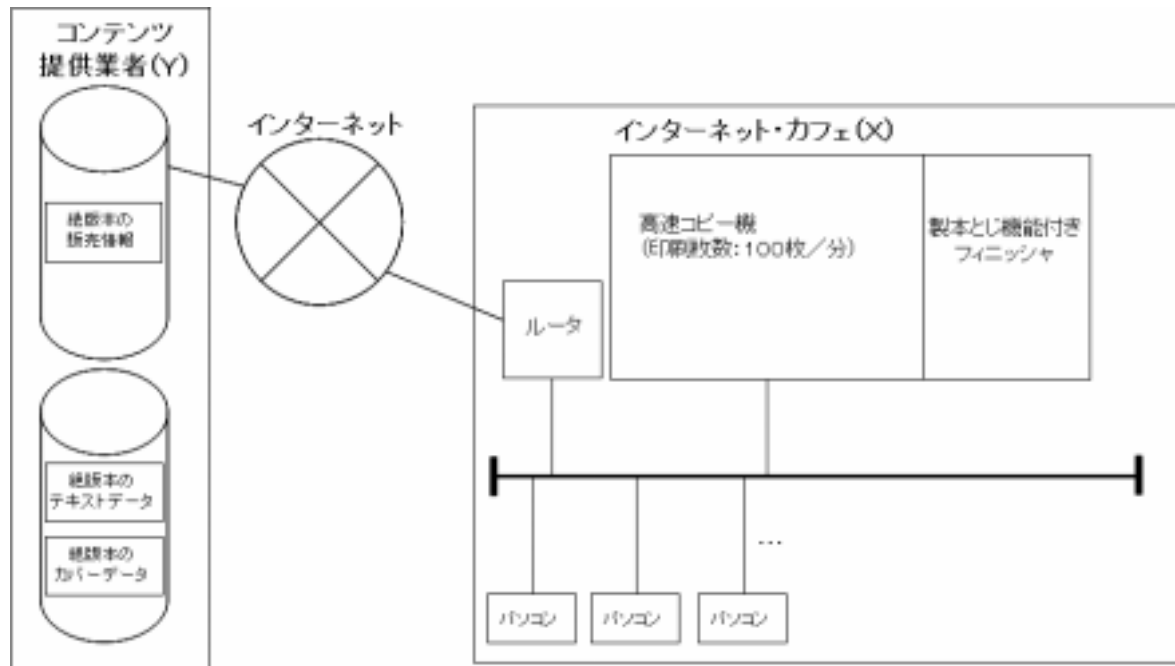 コンテンツ
提供業者(Y)
絶版本の
販売情報
絶版本の
テキストデータ
絶版本の
カバーデータ
インターネット
インターネット・カフェ(X)
高速コピー機
(印刷枚数:100枚/分)
製本とじ機能付き
フィニッシャ
ルータ
パソコン
パソコン
パソコン
…